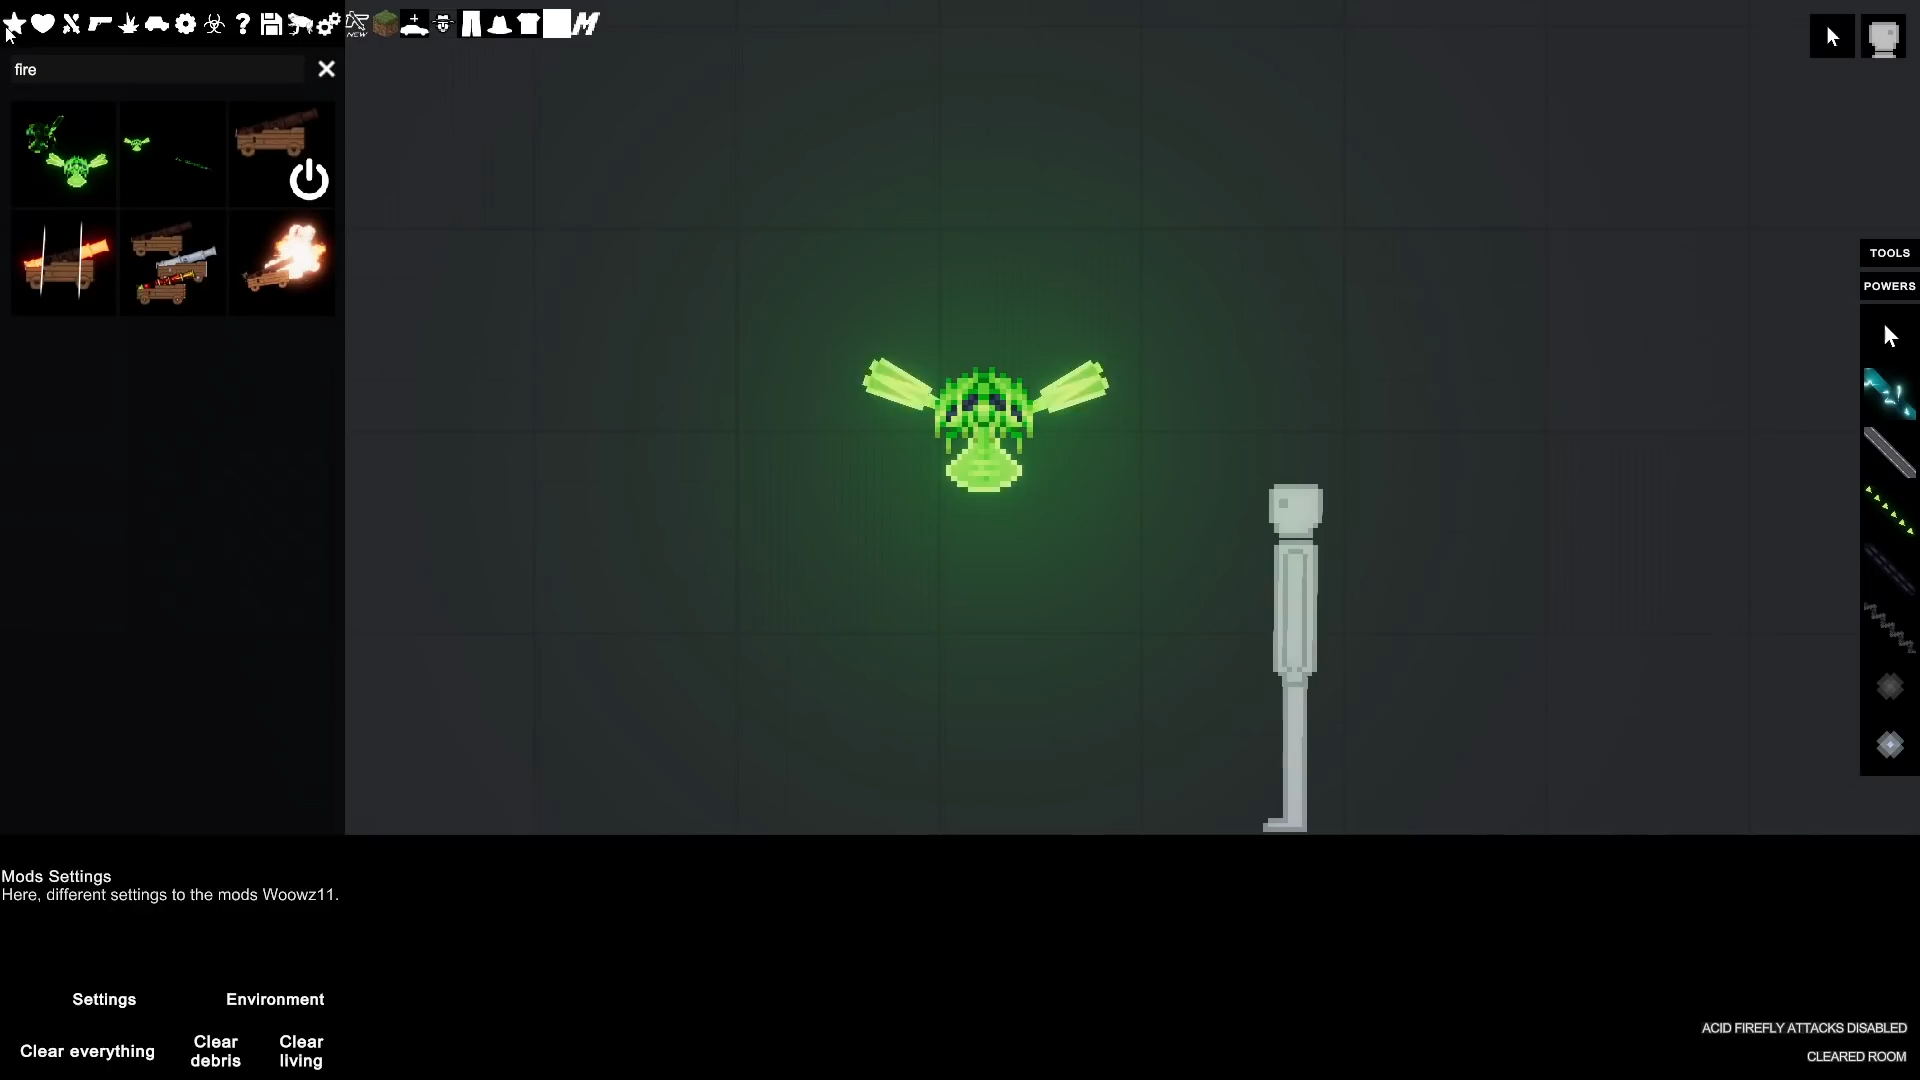 NEW
M
fire
TOOLS
POWERS
Mods Settings
Here, different settings to the mods Woowz11.
Settings
Environment
Clear everything
Clear
debris
Clear
living
ACID FIREFLY ATTACKS DISABLED
CLEARED ROOM